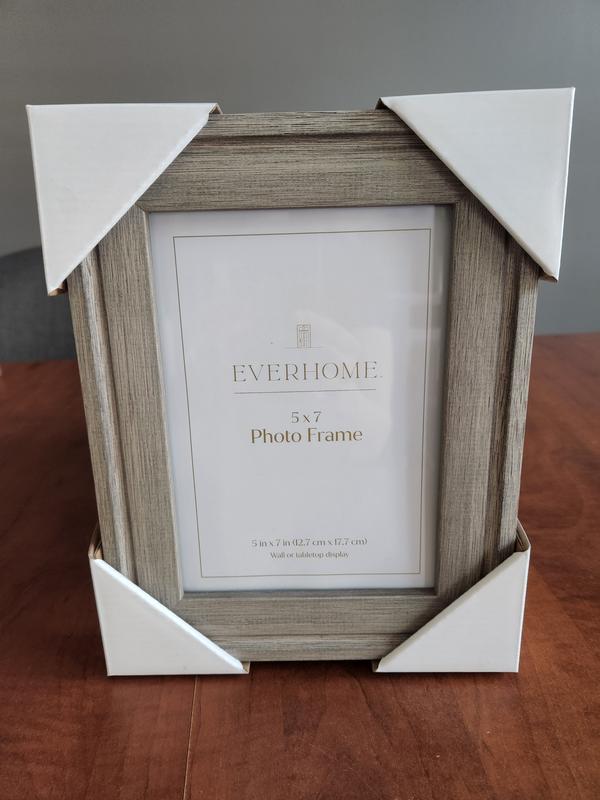 EVERHOME
5 x 7
Photo Frame
5 in x 7 in (12.7 cm x 17.7 cm)
Wall or tabletop display